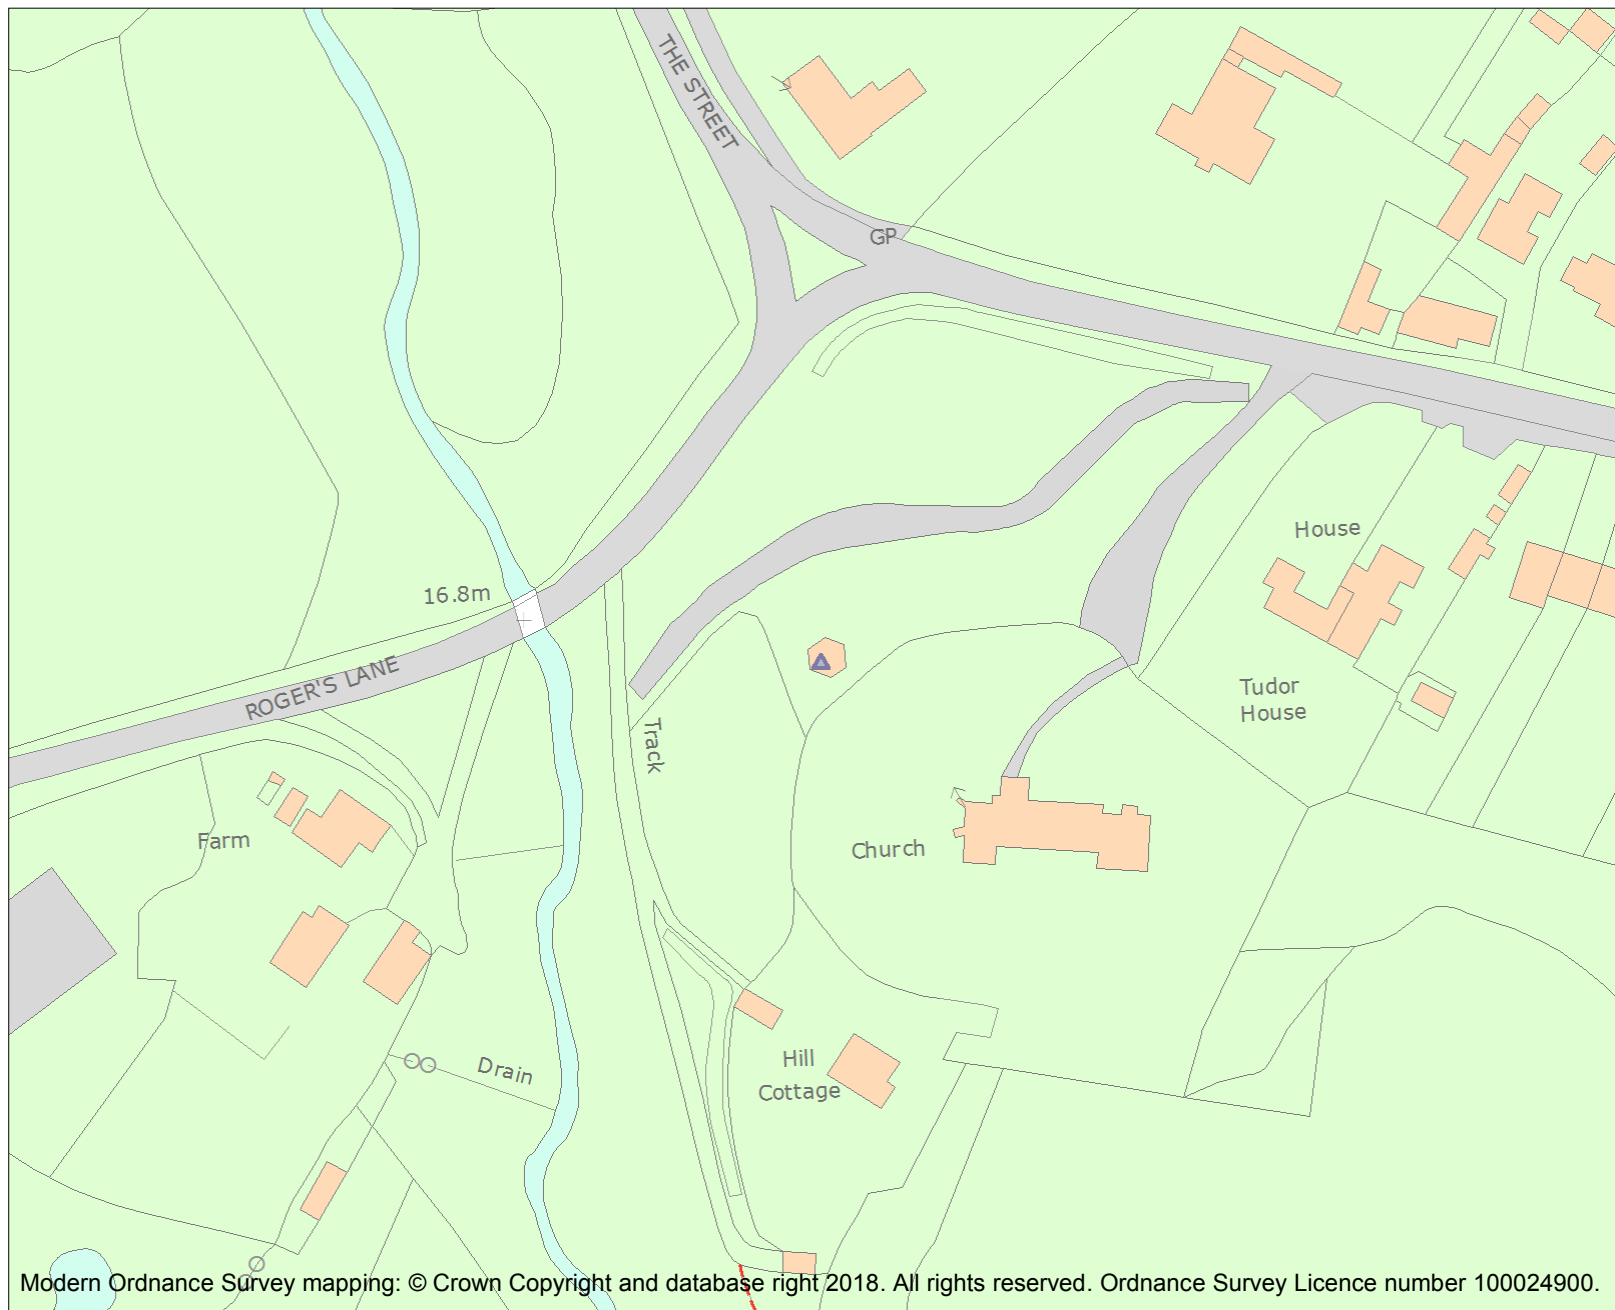 THE STREET
GP
House
16.8m
ROGER'S LANE
Tudor
House
Track
Farm
Church
Hill
Cottage
Drain
Modern Ordnance Survey mapping: © Crown Copyright and database right 2018. All rights reserved. Ordnance Survey Licence number 100024900.